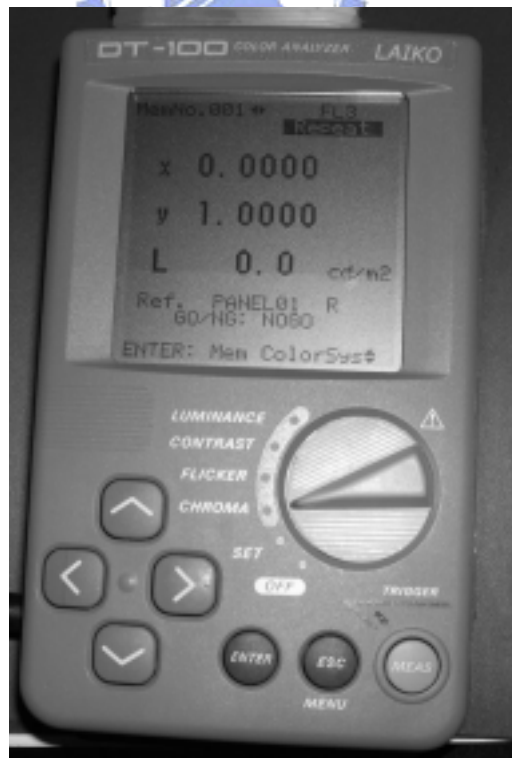 DT-100 COLOR ANALYZER LAIKO
MemNo.001 FL3
Repeat
x 0.0000
y 1.0000
L 0.0 cd/m2
Ref. PANEL01 R
GO/NG: NOGO
ENTER: Mem ColorSys
LUMINANCE
CONTRAST
FLICKER
CHROMA
SET
OFF
TRIGGER
ENTER
ESC
MEAS
MENU